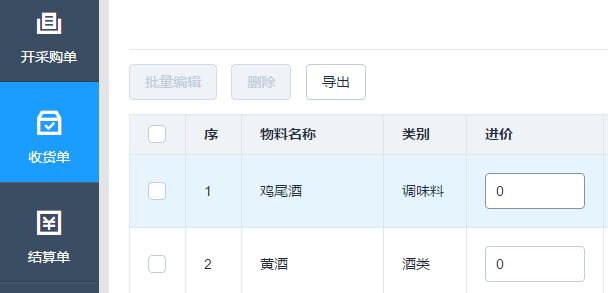 开采购单
收货单
结算单
批量编辑 删除 导出
序 物料名称 类别 进价
1 鸡尾酒 调味料 0
2 黄酒 酒类 0